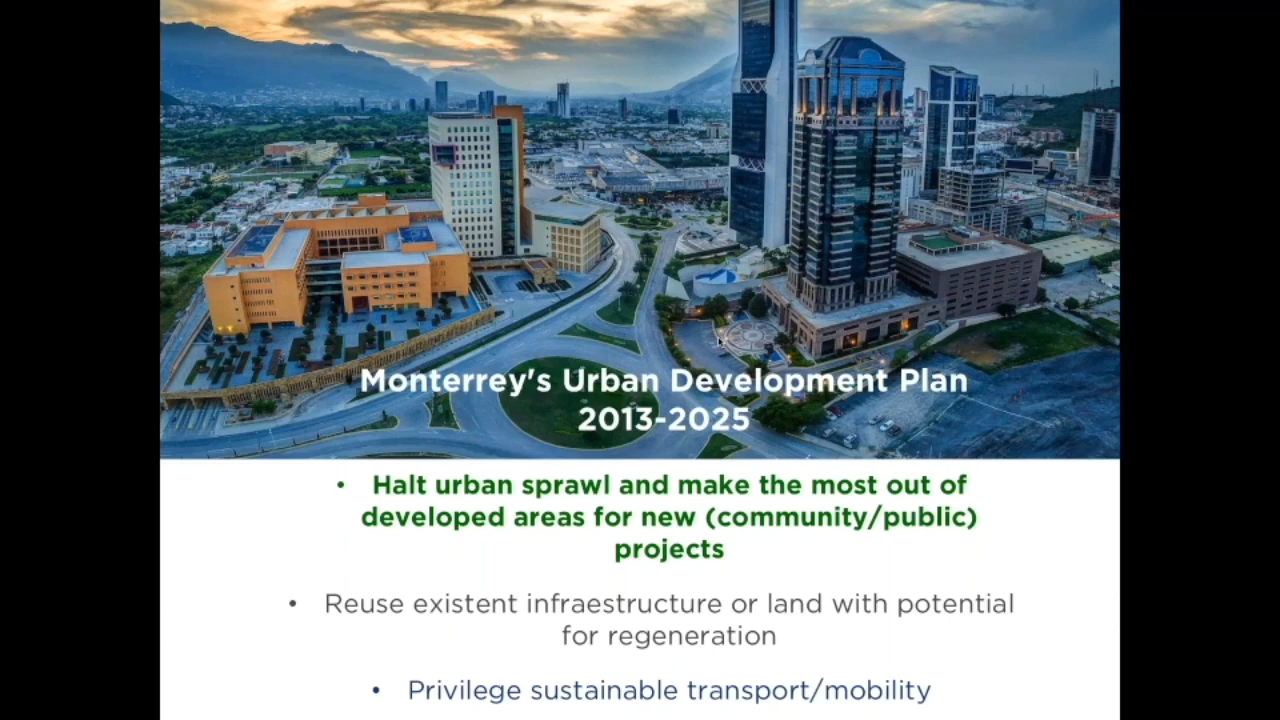 Monterrey's Urban Development Plan
2013-2025
• Halt urban sprawl and make the most out of
developed areas for new (community/public)
projects
• Reuse existent infraestructure or land with potential
for regeneration
• Privilege sustainable transport/mobility